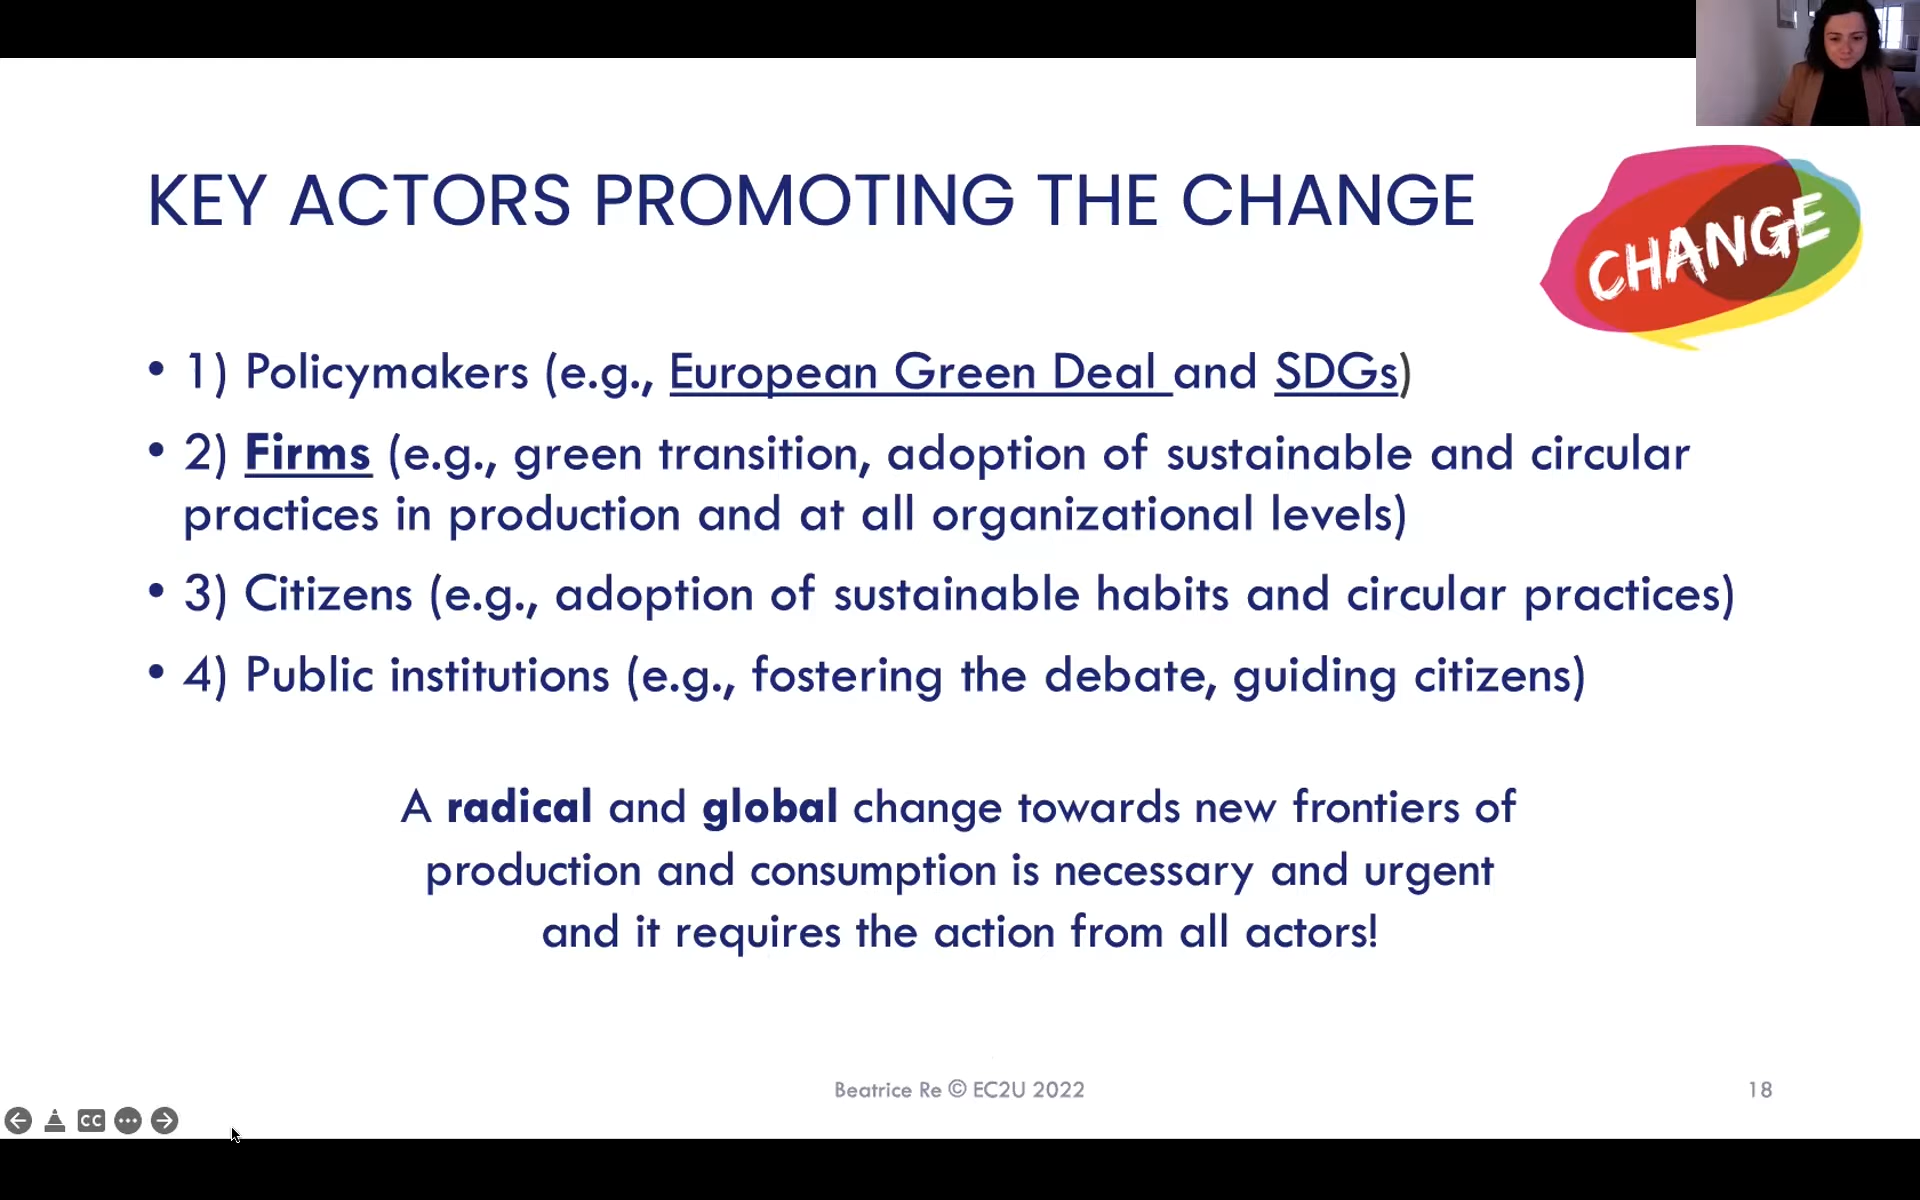 KEY ACTORS PROMOTING THE CHANGE
CHANGE
• 1) Policymakers (e.g., European Green Deal and SDGs)
• 2) Firms (e.g., green transition, adoption of sustainable and circular
practices in production and at all organizational levels)
• 3) Citizens (e.g., adoption of sustainable habits and circular practices)
• 4) Public institutions (e.g., fostering the debate, guiding citizens)
A radical and global change towards new frontiers of
production and consumption is necessary and urgent
and it requires the action from all actors!
Beatrice Re © EC2U 2022
18
CC